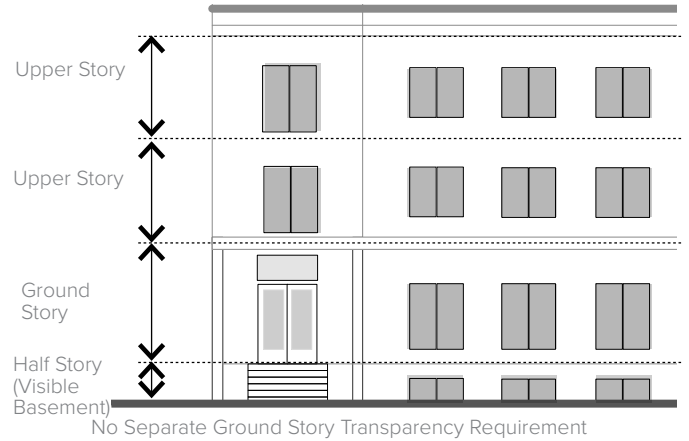 Upper Story
Upper Story
Ground
Story
Half Story
(Visible
Basement)
No Separate Ground Story Transparency Requirement